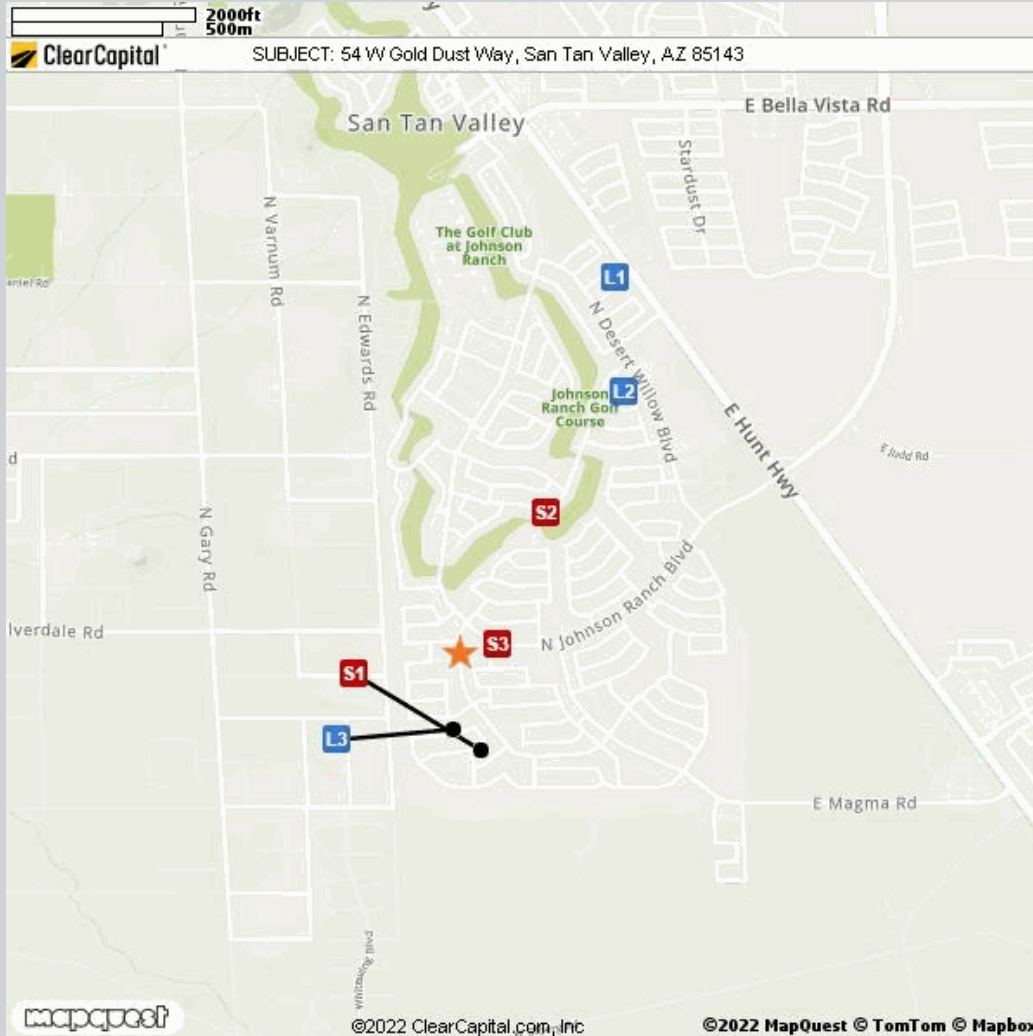 2000ft
500m
ClearCapital
SUBJECT: 54 W Gold Dust Way, San Tan Valley, AZ 85143
E Bella Vista Rd
San Tan Valley
Stardust Dr
N Varnum Rd
The Golf Club
at Johnson
Ranch
L1
N Edwards Rd
N Desert Willow Blvd
L2
Johnson
Ranch Golf
Course
E Hunt Hwy
E Judd Rd
d
S2
N Gary Rd
N Johnson Ranch Blvd
lverdale Rd
S3
S1
L3
E Magma Rd
mapquest
©2022 ClearCapital.com, Inc
©2022 MapQuest © TomTom © Mapbox